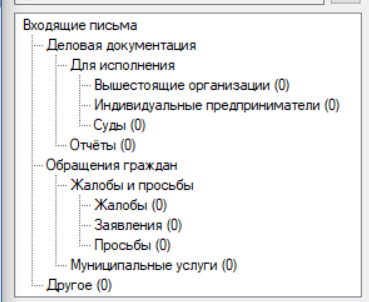 Входящие письма
Деловая документация
Для исполнения
Вышестоящие организации (0)
Индивидуальные предприниматели (0)
Суды (0)
Отчёты (0)
Обращения граждан
Жалобы и просьбы
Жалобы (0)
Заявления (0)
Просьбы (0)
Муниципальные услуги (0)
Другое (0)